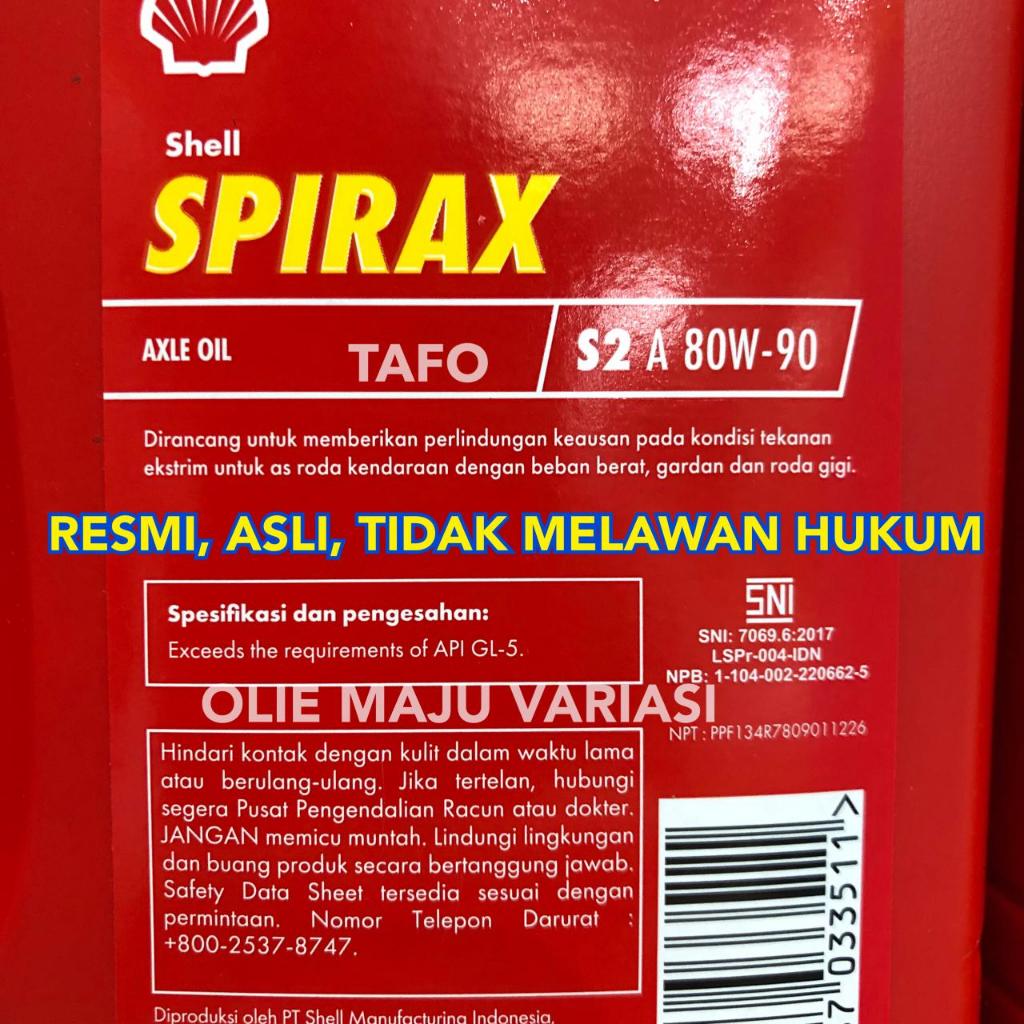 Shell
SPIRAX
AXLE OIL
TAFO
S2 A 80W-90
Dirancang untuk memberikan perlindungan keausan pada kondisi tekanan
ekstrim untuk as roda kendaraan dengan beban berat, gardan dan roda gigi.
RESMI, ASLI, TIDAK MELAWAN HUKUM
Spesifikasi dan pengesahan:
Exceeds the requirements of API GL-5.
SNI
SNI: 7069.6:2017
LSPr-004-IDN
NPB: 1-104-002-220662-5
OLIE MAJU VARIASI
NPT : PPF134R7809011226
Hindari kontak dengan kulit dalam waktu lama
atau berulang-ulang. Jika tertelan, hubungi
segera Pusat Pengendalian Racun atau dokter.
JANGAN memicu muntah. Lindungi lingkungan
dan buang produk secara bertanggung jawab.
Safety Data Sheet tersedia sesuai dengan
permintaan. Nomor Telepon Darurat :
+800-2537-8747.
7033511>
Diproduksi oleh PT Shell Manufacturing Indonesia.